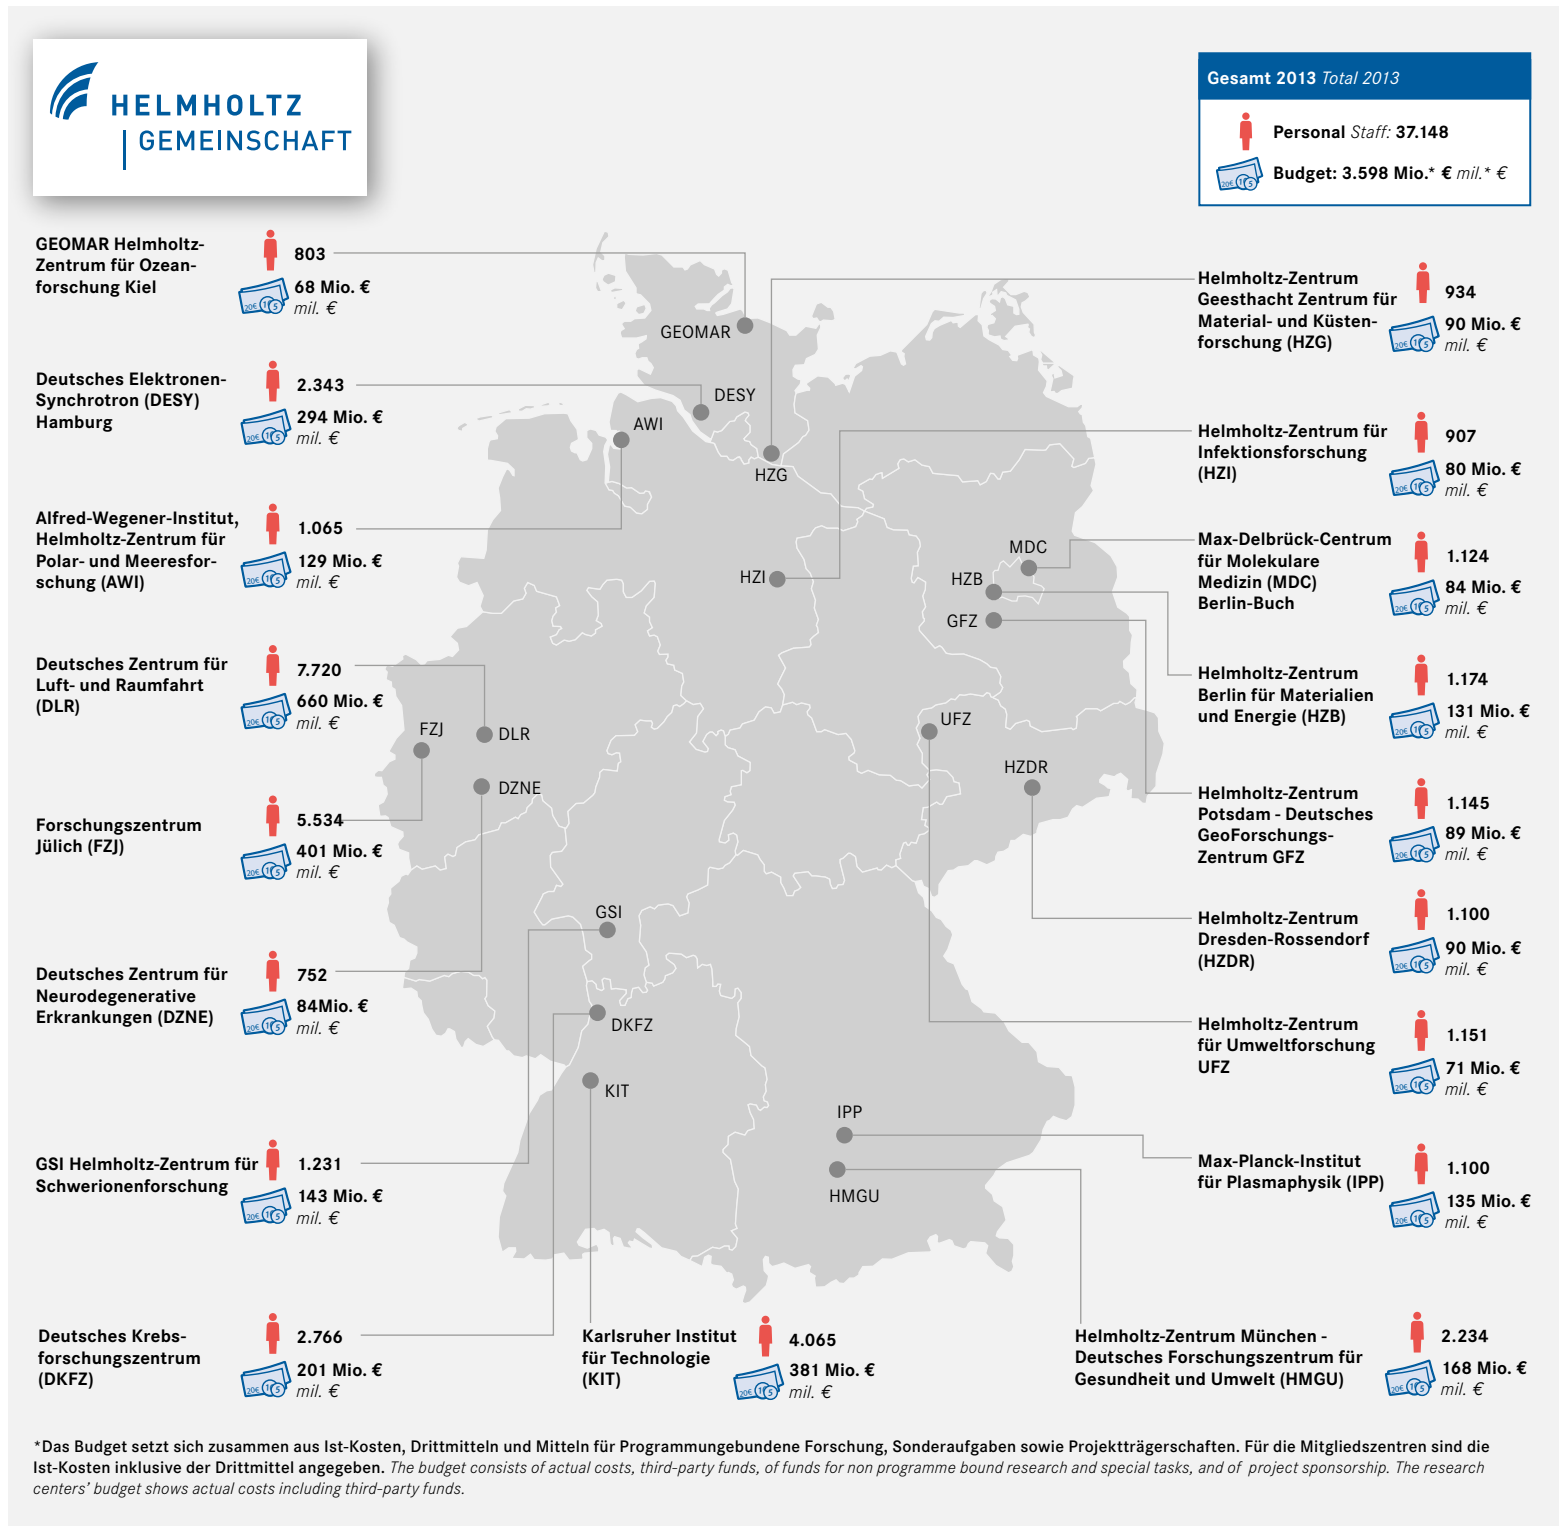 HELMHOLTZ
GEMEINSCHAFT
Gesamt 2013 Total 2013
Personal Staff: 37.148
Budget: 3.598 Mio.* € mil.* €
GEOMAR Helmholtz-
Zentrum für Ozean-
forschung Kiel
803
68 Mio. €
mil. €
Deutsches Elektronen-
Synchrotron (DESY)
Hamburg
2.343
294 Mio. €
mil. €
Alfred-Wegener-Institut,
Helmholtz-Zentrum für
Polar- und Meeresfor-
schung (AWI)
1.065
129 Mio. €
mil. €
Deutsches Zentrum für
Luft- und Raumfahrt
(DLR)
7.720
660 Mio. €
mil. €
Forschungszentrum
Jülich (FZJ)
5.534
401 Mio. €
mil. €
Deutsches Zentrum für
Neurodegenerative
Erkrankungen (DZNE)
752
84Mio. €
mil. €
GSI Helmholtz-Zentrum für
Schwerionenforschung
1.231
143 Mio. €
mil. €
Deutsches Krebs-
forschungszentrum
(DKFZ)
2.766
201 Mio. €
mil. €
GEOMAR
DESY
AWI
HZG
HZI
MDC
HZB
GFZ
UFZ
HZDR
FZJ
DLR
DZNE
GSI
DKFZ
KIT
IPP
HMGU
Helmholtz-Zentrum
Geesthacht Zentrum für
Material- und Küsten-
forschung (HZG)
934
90 Mio. €
mil. €
Helmholtz-Zentrum für
Infektionsforschung
(HZI)
907
80 Mio. €
mil. €
Max-Delbrück-Centrum
für Molekulare
Medizin (MDC)
Berlin-Buch
1.124
84 Mio. €
mil. €
Helmholtz-Zentrum
Berlin für Materialien
und Energie (HZB)
1.174
131 Mio. €
mil. €
Helmholtz-Zentrum
Potsdam - Deutsches
GeoForschungs-
Zentrum GFZ
1.145
89 Mio. €
mil. €
Helmholtz-Zentrum
Dresden-Rossendorf
(HZDR)
1.100
90 Mio. €
mil. €
Helmholtz-Zentrum
für Umweltforschung
UFZ
1.151
71 Mio. €
mil. €
Max-Planck-Institut
für Plasmaphysik (IPP)
1.100
135 Mio. €
mil. €
Karlsruher Institut
für Technologie
(KIT)
4.065
381 Mio. €
mil. €
Helmholtz-Zentrum München -
Deutsches Forschungszentrum für
Gesundheit und Umwelt (HMGU)
2.234
168 Mio. €
mil. €
*Das Budget setzt sich zusammen aus Ist-Kosten, Drittmitteln und Mitteln für Programmungebundene Forschung, Sonderaufgaben sowie Projektträgerschaften. Für die Mitgliedszentren sind die
Ist-Kosten inklusive der Drittmittel angegeben. The budget consists of actual costs, third-party funds, of funds for non programme bound research and special tasks, and of project sponsorship. The research
centers' budget shows actual costs including third-party funds.